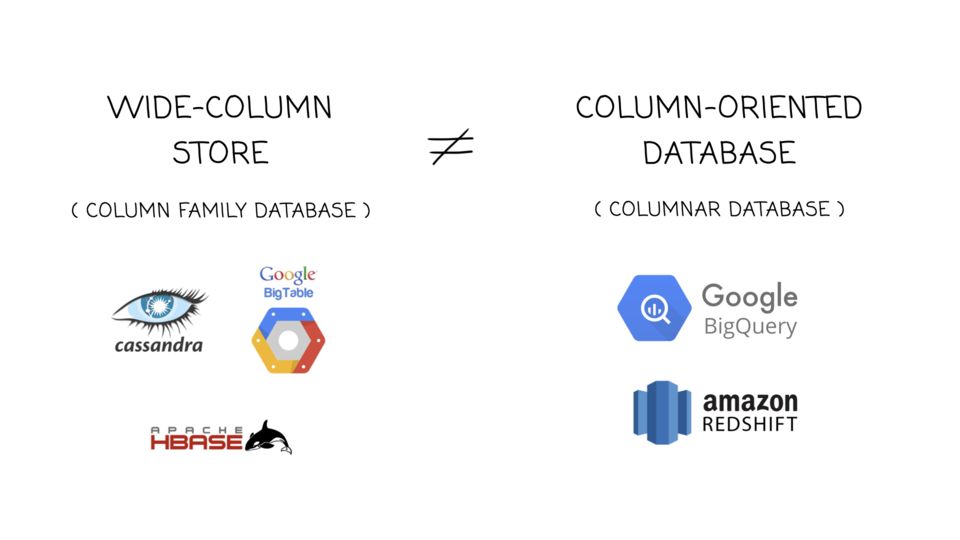 WIDE-COLUMN
STORE
( COLUMN FAMILY DATABASE )
≠
COLUMN-ORIENTED
DATABASE
( COLUMNAR DATABASE )
cassandra
Google
BigTable
APACHE
HBASE
Google
BigQuery
amazon
REDSHIFT